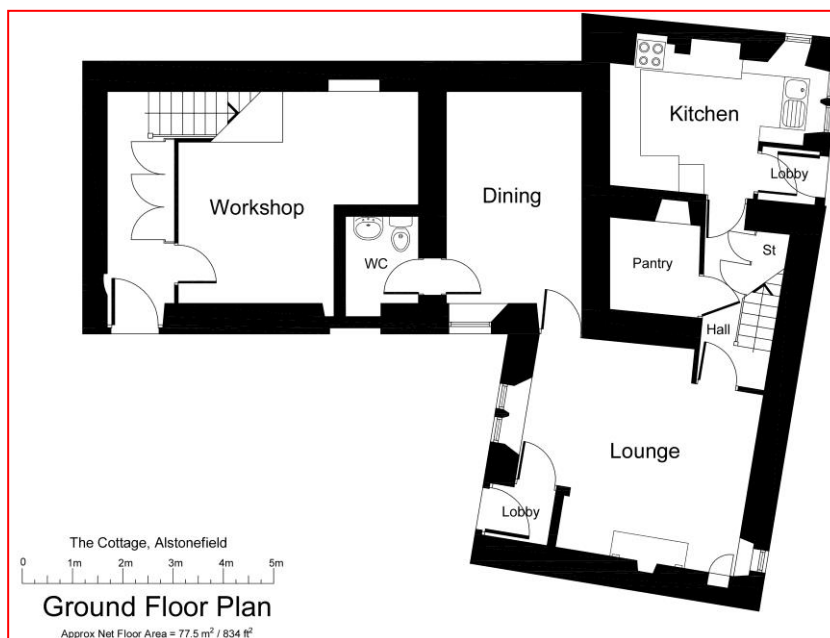 Kitchen
Lobby
Workshop
Dining
WC
Pantry
St
Hall
Lounge
Lobby
The Cottage, Alstonefield
0 1m 2m 3m 4m 5m
Ground Floor Plan
Approx Net Floor Area = 77.5 m² / 834 ft²